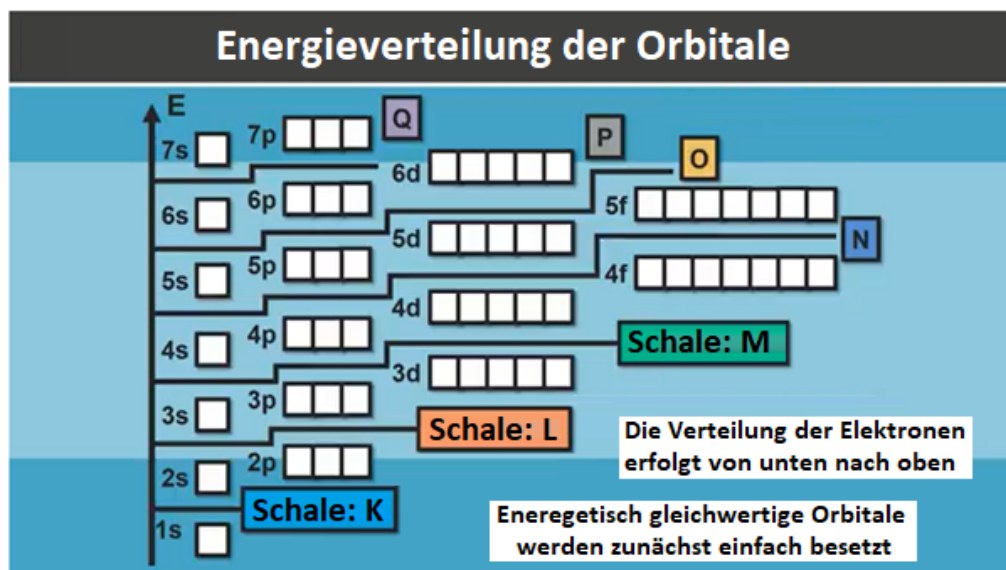 Energieverteilung der Orbitale
E
7s
7p
Q
6d
P
O
6s
6p
5d
5f
N
5s
5p
4d
4f
4s
4p
3d
Schale: M
3s
3p
Schale: L
2s
2p
Schale: K
1s
Die Verteilung der Elektronen
erfolgt von unten nach oben
Eneregetisch gleichwertige Orbitale
werden zunächst einfach besetzt